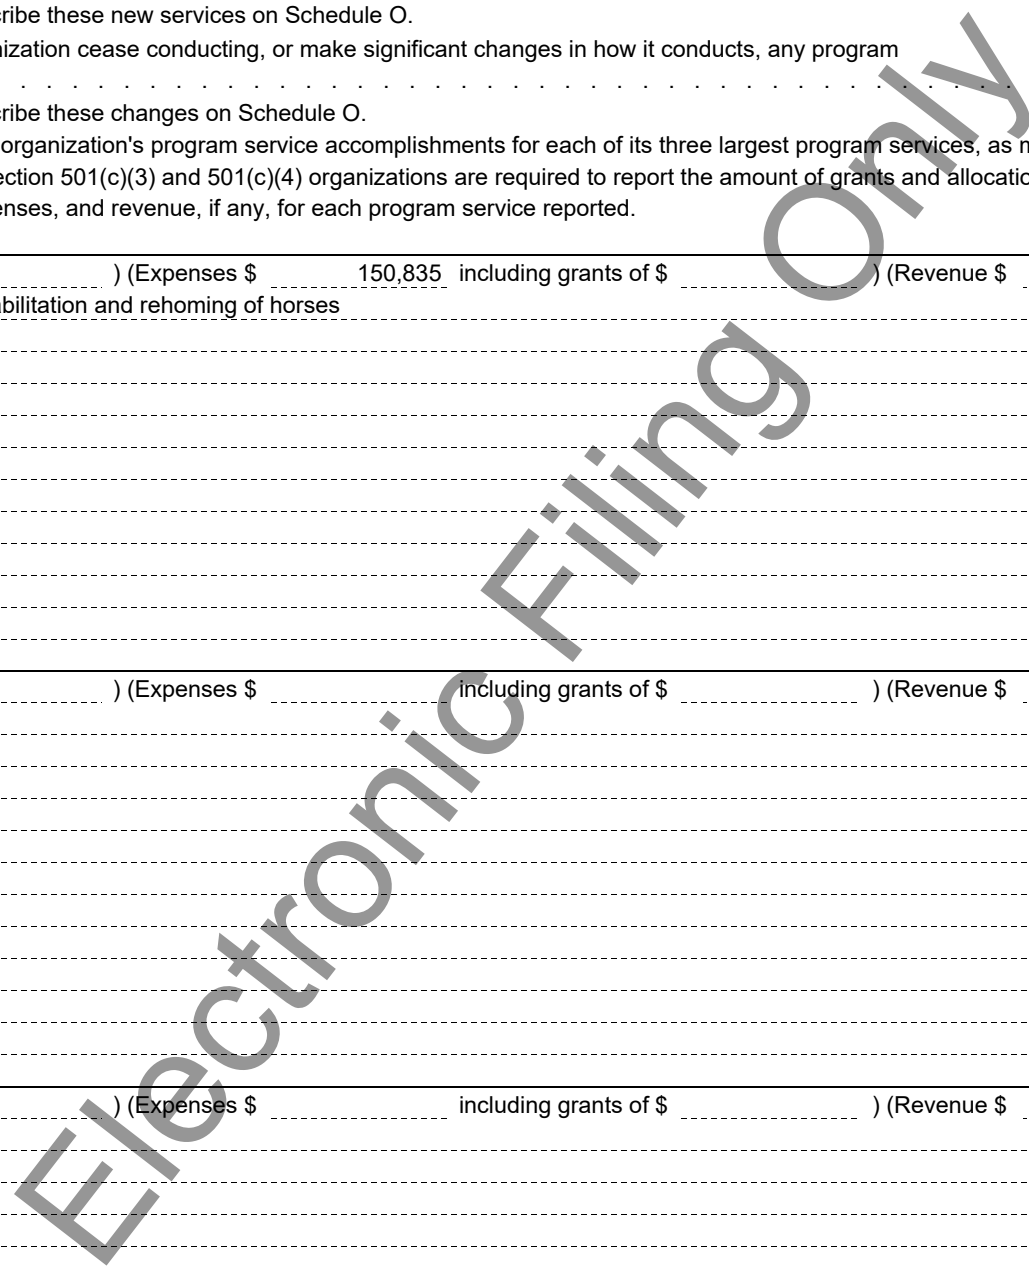 cribe these new services on Schedule O.
nization cease conducting, or make significant changes in how it conducts, any program
. . . . . . . . . . . . . . . . . . . . . . . . . . . . . . . . . . . . . . .
cribe these changes on Schedule O.
organization's program service accomplishments for each of its three largest program services, as m
ection 501(c)(3) and 501(c)(4) organizations are required to report the amount of grants and allocatio
enses, and revenue, if any, for each program service reported.
) (Expenses $ 150,835 including grants of $ ) (Revenue $
abilitation and rehoming of horses
) (Expenses $ including grants of $ ) (Revenue $
) (Expenses $ including grants of $ ) (Revenue $
Electronic Filing Only